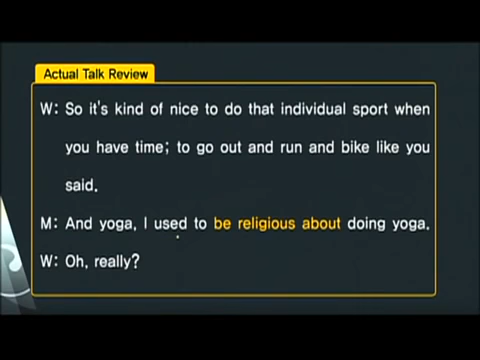 Actual Talk Review
W: So it's kind of nice to do that individual sport when
you have time; to go out and run and bike like you
said.
M: And yoga, I used to be religious about doing yoga.
W: Oh, really?